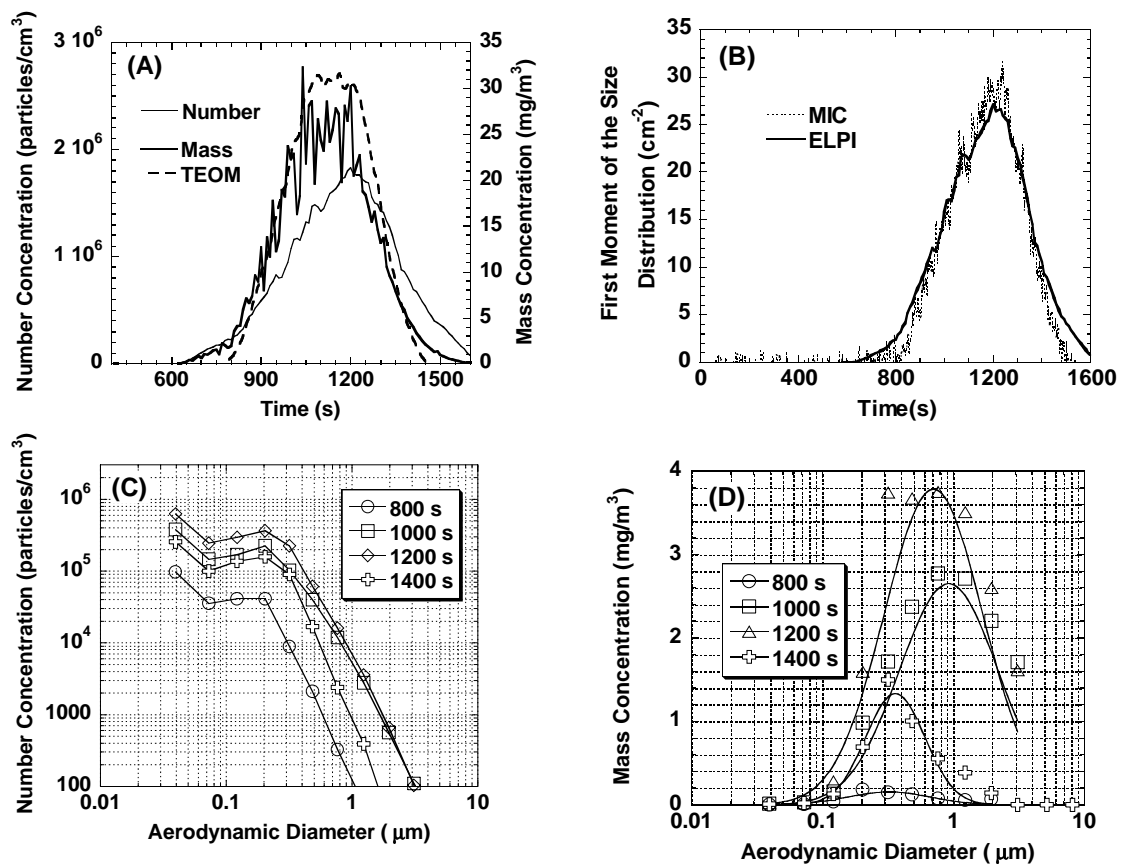 (A)
Number Concentration (particles/cm³)
3 10⁶
2 10⁶
1 10⁶
0
Number
Mass
TEOM
35
30
25
20
15
10
5
0
Mass Concentration (mg/m³)
600 900 1200 1500
Time (s)
(B)
First Moment of the Size
Distribution (cm⁻²)
35
30
25
20
15
10
5
0
MIC
ELPI
0 400 800 1200 1600
Time(s)
(C)
Number Concentration (particles/cm³)
10⁶
10⁵
10⁴
1000
100
800 s
1000 s
1200 s
1400 s
0.01 0.1 1 10
Aerodynamic Diameter ( μm)
(D)
Mass Concentration (mg/m³)
4
3
2
1
0
800 s
1000 s
1200 s
1400 s
0.01 0.1 1 10
Aerodynamic Diameter ( μm)